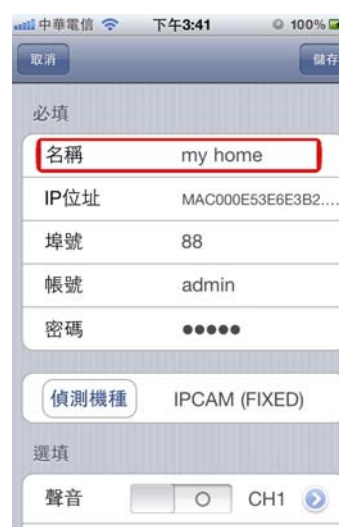 中華電信 下午3:41 100%
取消 儲存
必填
名稱 my home
IP位址 MAC000E53E6E3B2....
埠號 88
帳號 admin
密碼 ●●●●●
偵測機種 IPCAM (FIXED)
選填
聲音 CH1